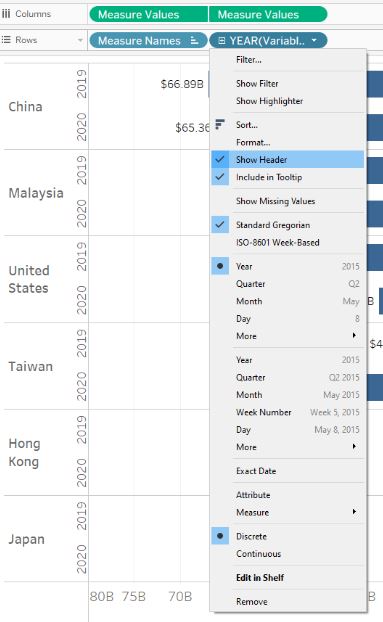 Columns
Measure Values
Measure Values
Rows
Measure Names
YEAR(Variabl..
China
2019
2020
$66.89B
$65.36
Malaysia
2019
2020
United
States
2019
2020
B
Taiwan
2019
2020
$4
Hong
Kong
2019
2020
Japan
2019
2020
80B 75B 70B
B
Filter...
Show Filter
Show Highlighter
Sort...
Format...
Show Header
Include in Tooltip
Show Missing Values
Standard Gregorian
ISO-8601 Week-Based
Year 2015
Quarter Q2
Month May
Day 8
More
Year 2015
Quarter Q2 2015
Month May 2015
Week Number Week 5, 2015
Day May 8, 2015
More
Exact Date
Attribute
Measure
Discrete
Continuous
Edit in Shelf
Remove